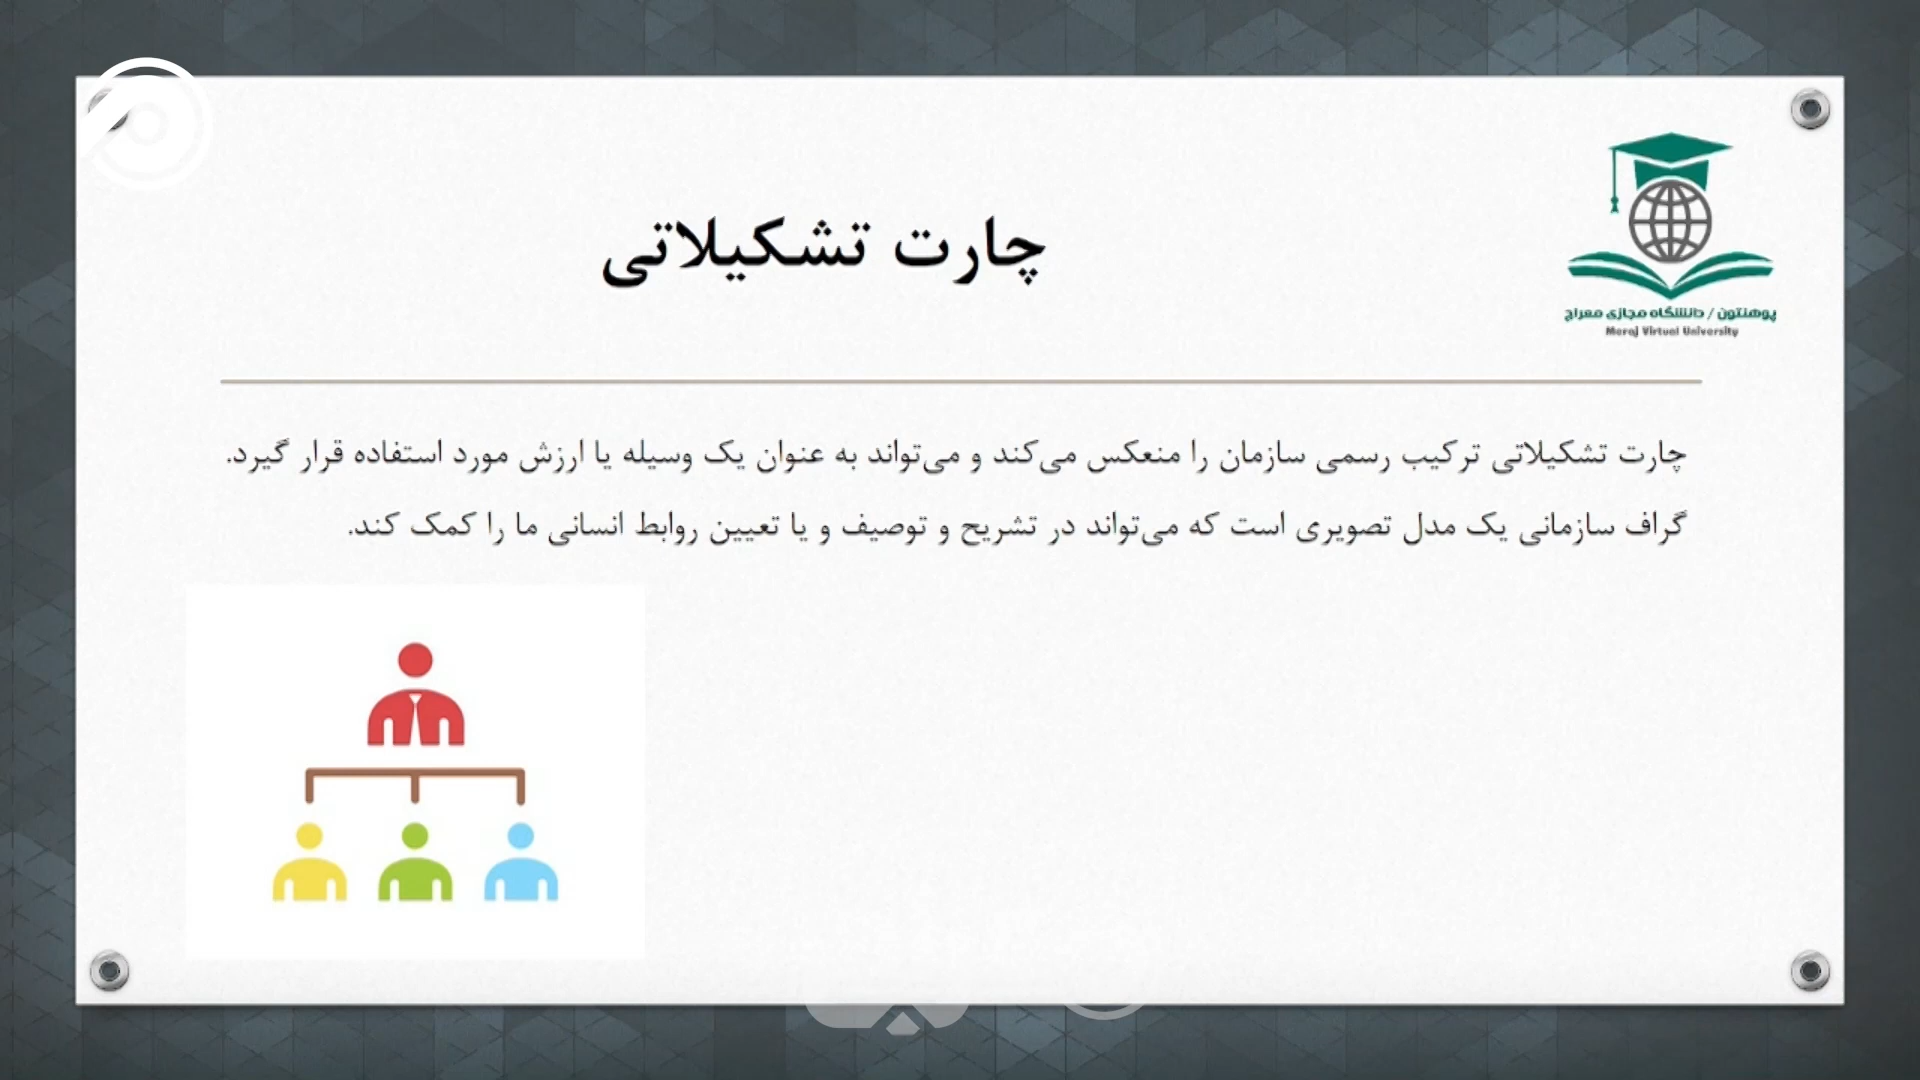 پوهنتون / دانشگاه مجازی معراج
Meraj Virtual University
چارت تشکیلاتی
چارت تشکیلاتی ترکیب رسمی سازمان را منعکس می‌کند و می‌تواند به عنوان یک وسیله یا ارزش مورد استفاده قرار گیرد.
گراف سازمانی یک مدل تصویری است که می‌تواند در تشریح و توصیف و یا تعیین روابط انسانی ما را کمک کند.